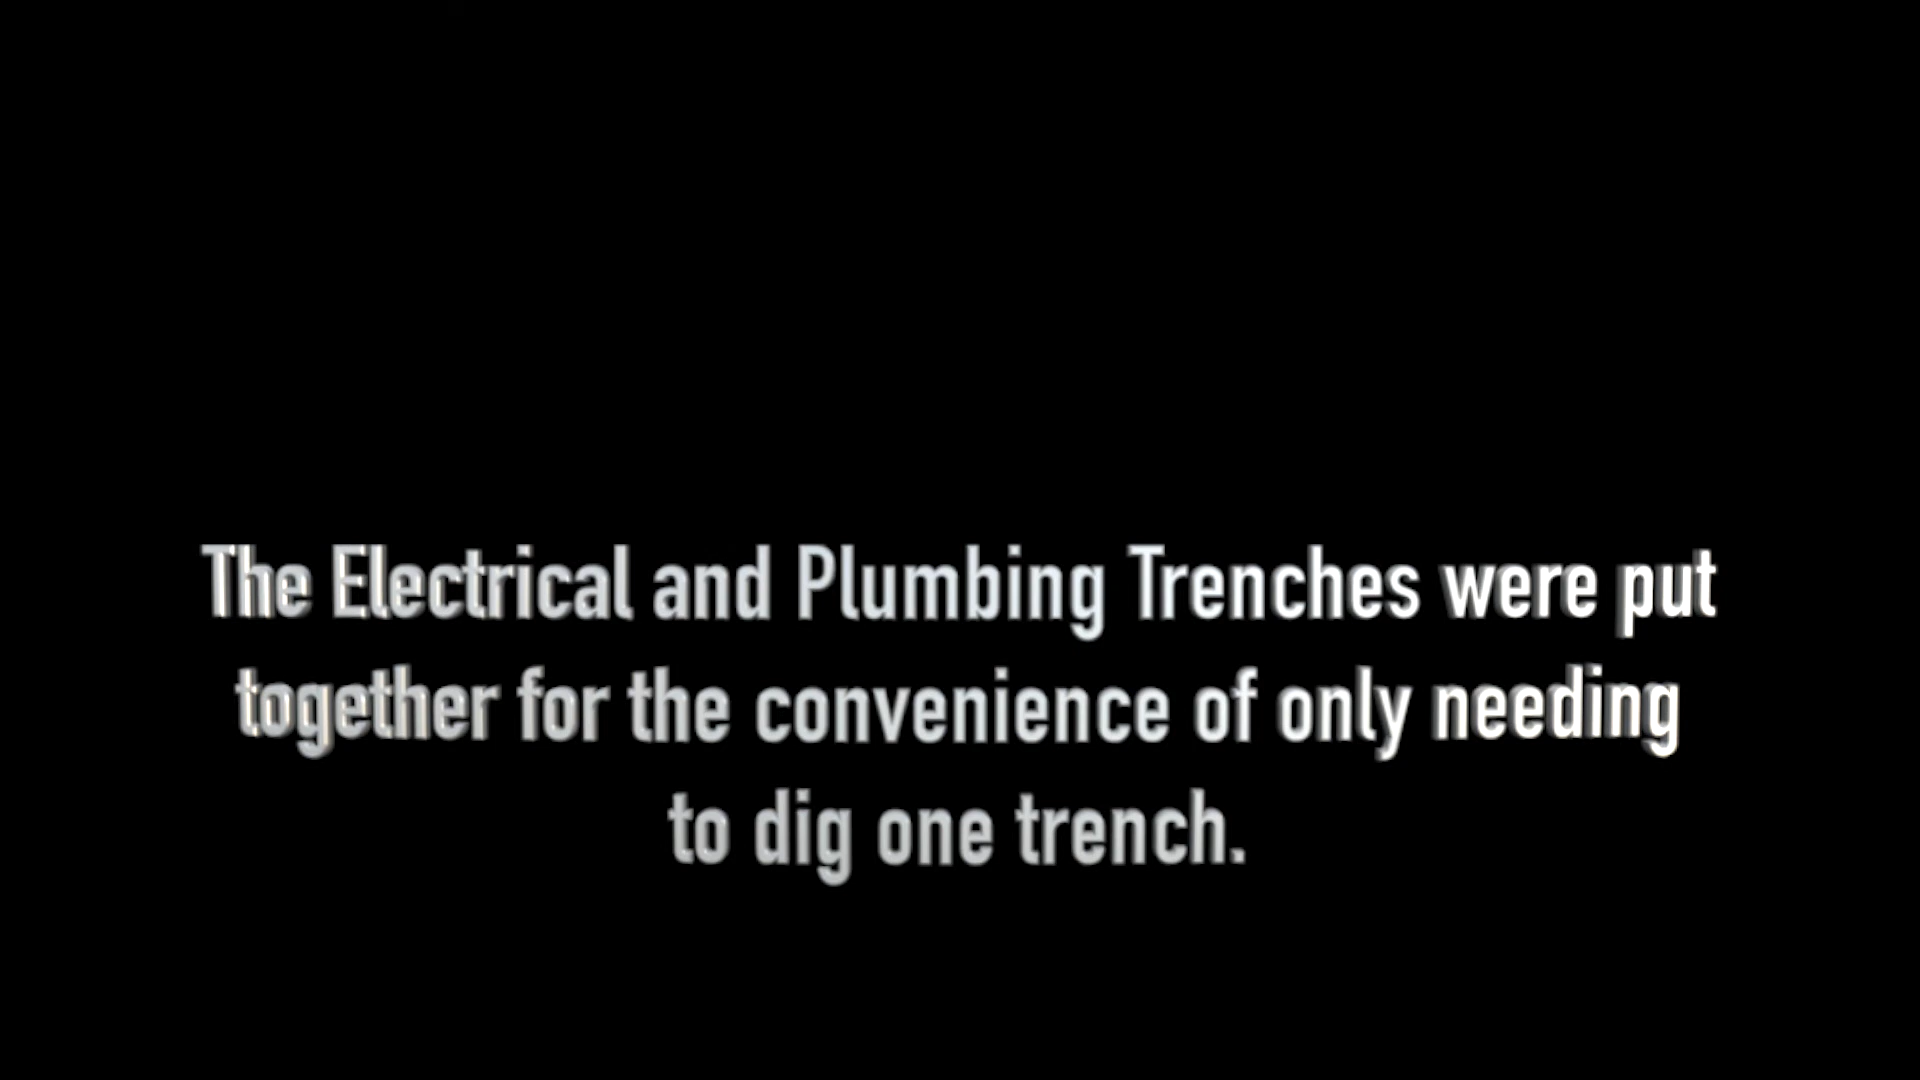 The Electrical and Plumbing Trenches were put
together for the convenience of only needing
to dig one trench.